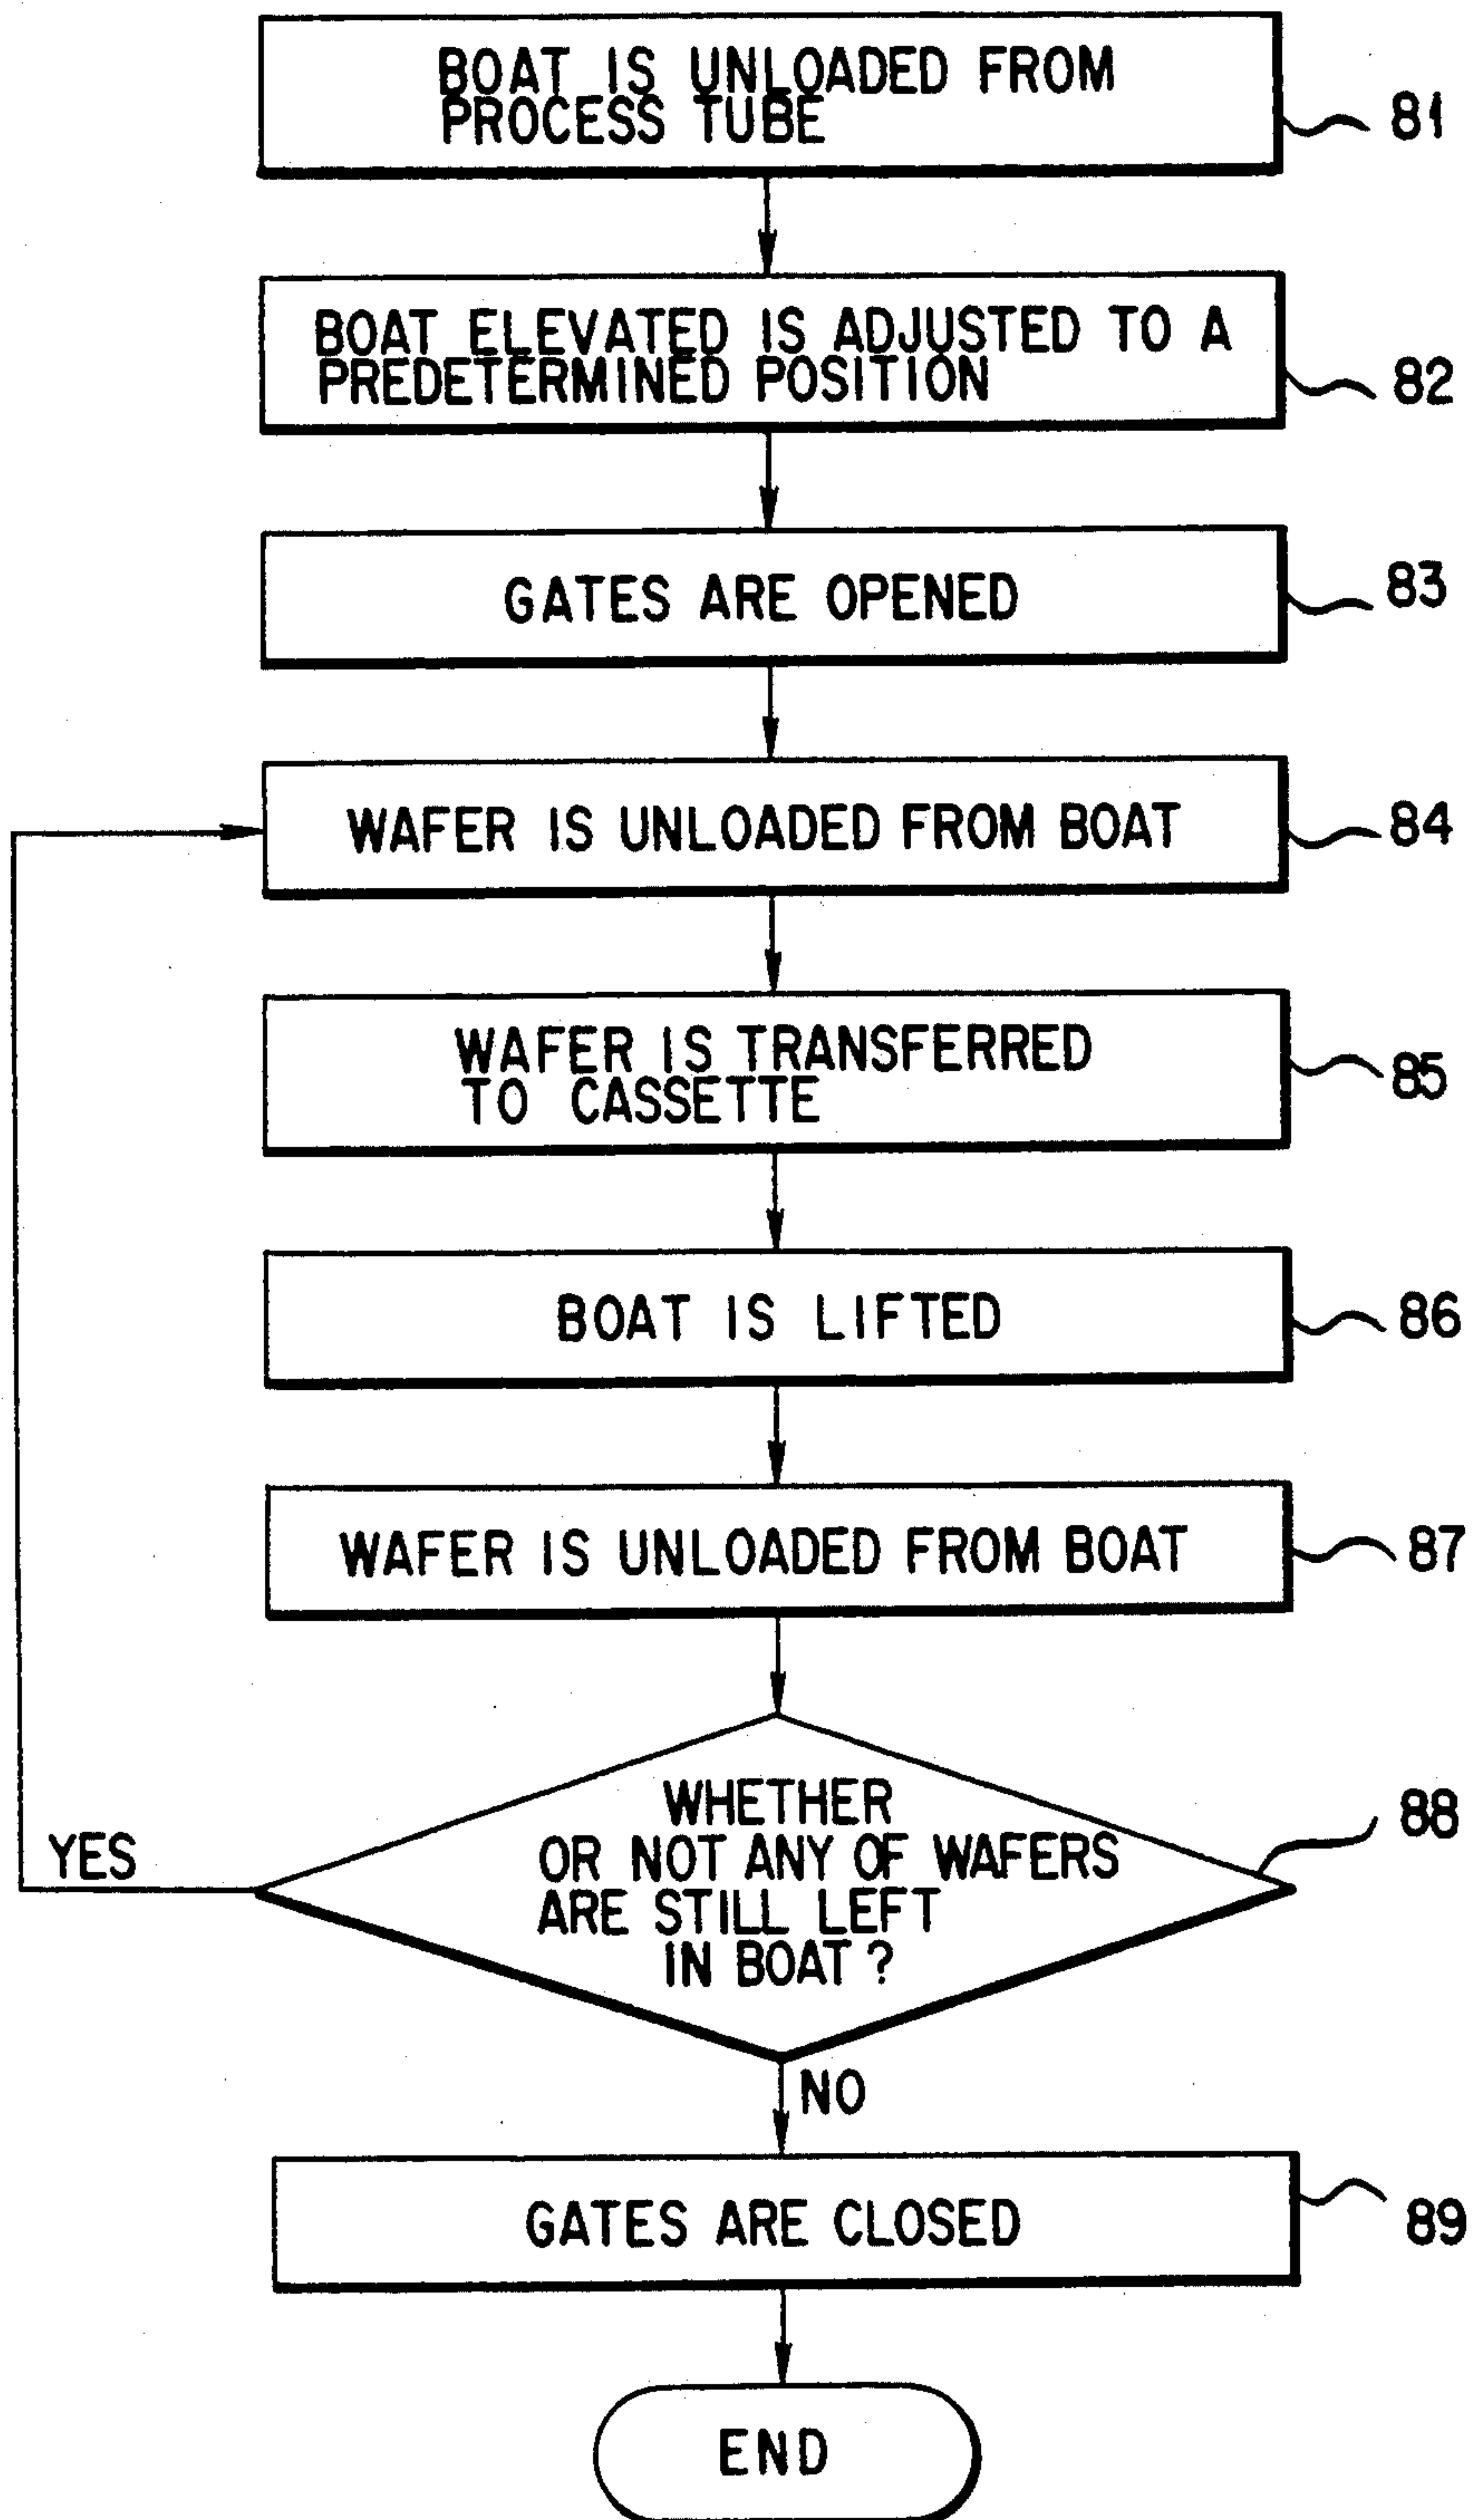 BOAT IS UNLOADED FROM
PROCESS TUBE
81
BOAT ELEVATED IS ADJUSTED TO A
PREDETERMINED POSITION
82
GATES ARE OPENED
83
WAFER IS UNLOADED FROM BOAT
84
WAFER IS TRANSFERRED
TO CASSETTE
85
BOAT IS LIFTED
86
WAFER IS UNLOADED FROM BOAT
87
WHETHER
OR NOT ANY OF WAFERS
ARE STILL LEFT
IN BOAT?
88
YES
NO
GATES ARE CLOSED
89
END